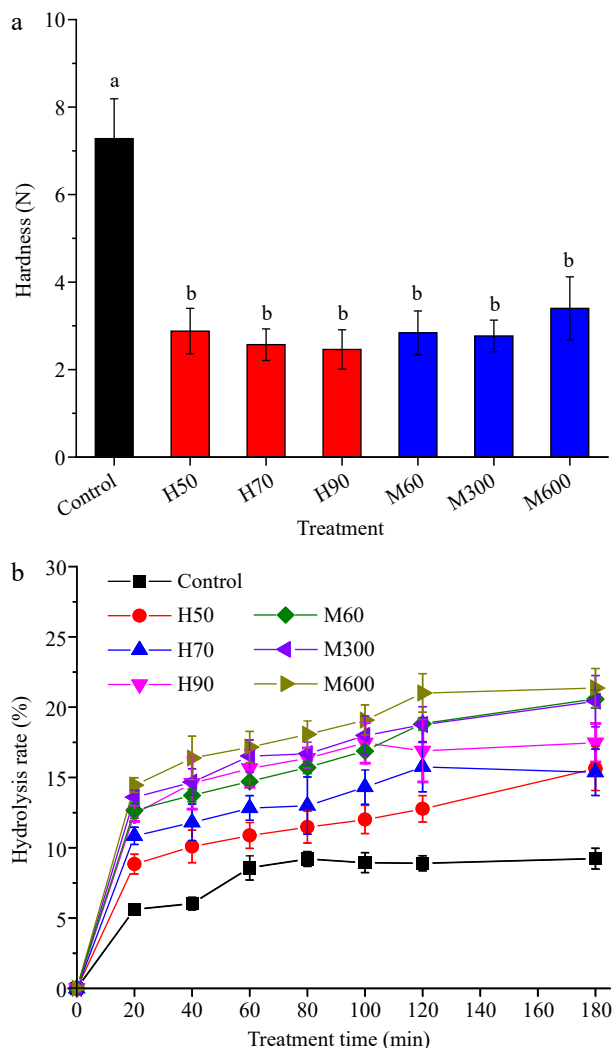 a
10
8
6
4
2
0
Hardness (N)
a
b
b
b
b
b
b
Control
H50
H70
H90
M60
M300
M600
Treatment
b
30
25
20
15
10
5
0
Hydrolysis rate (%)
Control
H50
M60
H70
M300
H90
M600
0
20
40
60
80
100
120
140
160
180
Treatment time (min)